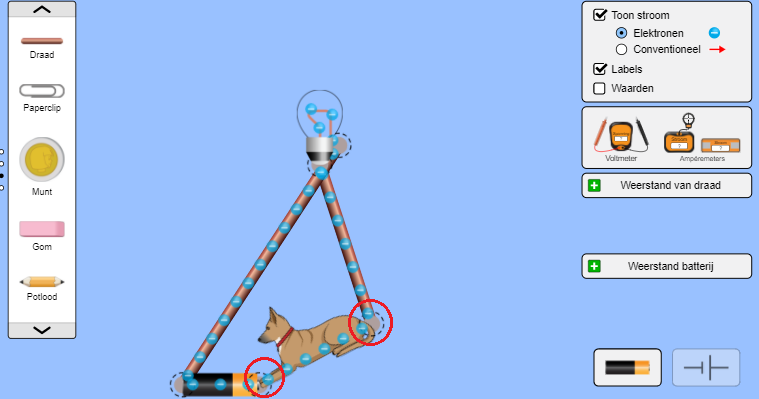 Draad
Paperclip
Munt
Gom
Potlood
Toon stroom
Elektronen
Conventioneel
Labels
Waarden
Voltmeter
Ampèremeters
Weerstand van draad
Weerstand batterij